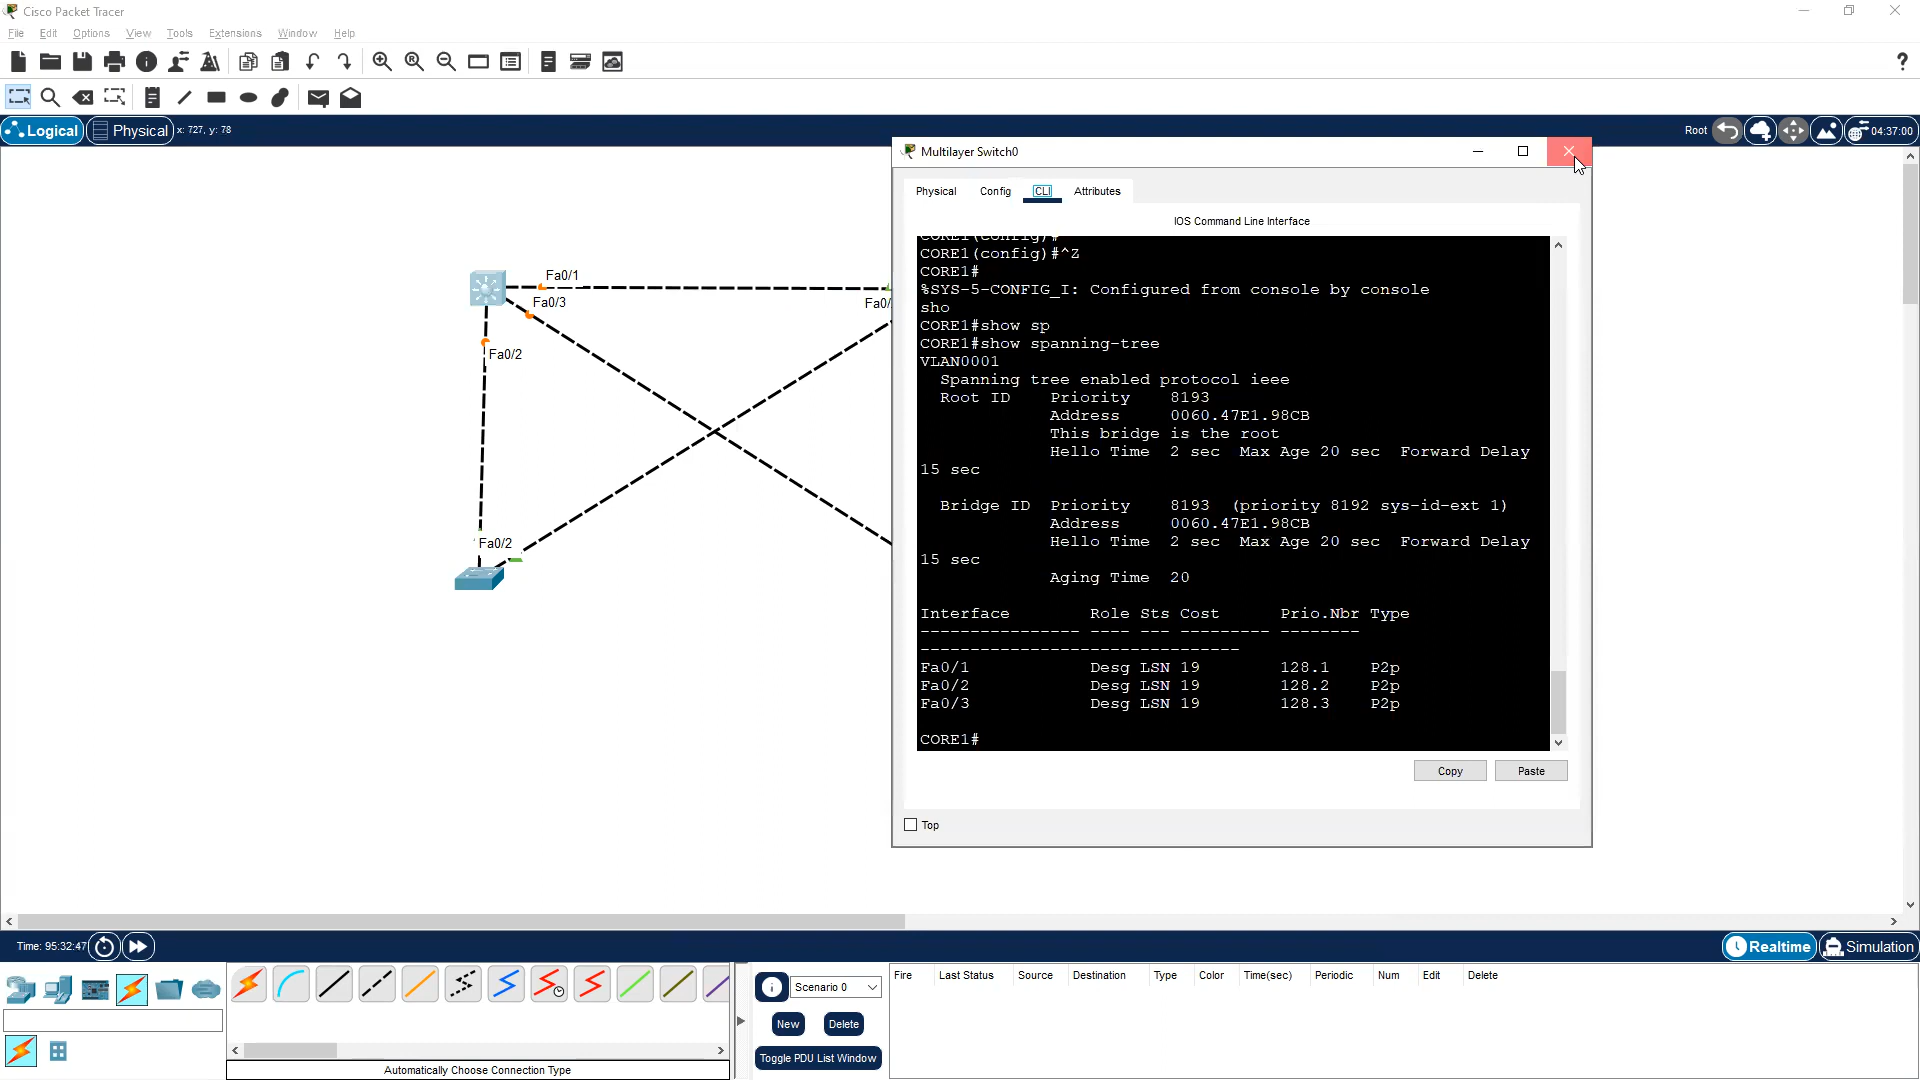 Cisco Packet Tracer
File Edit Options View Tools Extensions Window Help
?
Logical Physical x: 727, y: 78 Root 04:37:00
Multilayer Switch0
Physical Config CLI Attributes
IOS Command Line Interface
CORE1(config)#
CORE1(config)#^Z
CORE1#
%SYS-5-CONFIG_I: Configured from console by console
sho
CORE1#show sp
CORE1#show spanning-tree
VLAN0001
Spanning tree enabled protocol ieee
Root ID Priority 8193
Address 0060.47E1.98CB
This bridge is the root
Hello Time 2 sec Max Age 20 sec Forward Delay
15 sec
Bridge ID Priority 8193 (priority 8192 sys-id-ext 1)
Address 0060.47E1.98CB
Hello Time 2 sec Max Age 20 sec Forward Delay
15 sec
Aging Time 20
Interface Role Sts Cost Prio.Nbr Type
---------------- ---- --- --------- --------
--------------------------------
Fa0/1 Desg LSN 19 128.1 P2p
Fa0/2 Desg LSN 19 128.2 P2p
Fa0/3 Desg LSN 19 128.3 P2p
CORE1#
Copy Paste
Top
Fa0/1
Fa0/3
Fa0/
Fa0/2
Fa0/2
Time: 95:32:47 Realtime Simulation
Scenario 0
New Delete
Toggle PDU List Window
Fire Last Status Source Destination Type Color Time(sec) Periodic Num Edit Delete
Automatically Choose Connection Type